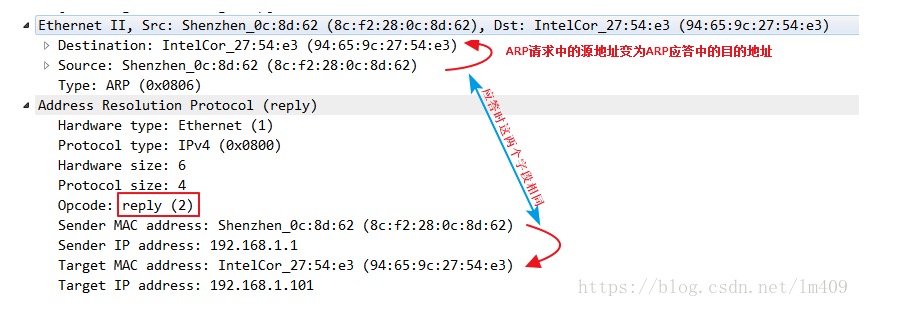 Ethernet II, Src: Shenzhen_0c:8d:62 (8c:f2:28:0c:8d:62), Dst: IntelCor_27:54:e3 (94:65:9c:27:54:e3)
Destination: IntelCor_27:54:e3 (94:65:9c:27:54:e3)
ARP请求中的源地址变为ARP应答中的目的地址
Source: Shenzhen_0c:8d:62 (8c:f2:28:0c:8d:62)
Type: ARP (0x0806)
应答时这两个字段相同
Address Resolution Protocol (reply)
Hardware type: Ethernet (1)
Protocol type: IPv4 (0x0800)
Hardware size: 6
Protocol size: 4
Opcode: reply (2)
Sender MAC address: Shenzhen_0c:8d:62 (8c:f2:28:0c:8d:62)
Sender IP address: 192.168.1.1
Target MAC address: IntelCor_27:54:e3 (94:65:9c:27:54:e3)
Target IP address: 192.168.1.101
https://blog.csdn.net/lm409